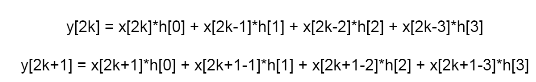 y[2k] = x[2k]*h[0] + x[2k-1]*h[1] + x[2k-2]*h[2] + x[2k-3]*h[3]
y[2k+1] = x[2k+1]*h[0] + x[2k+1-1]*h[1] + x[2k+1-2]*h[2] + x[2k+1-3]*h[3]